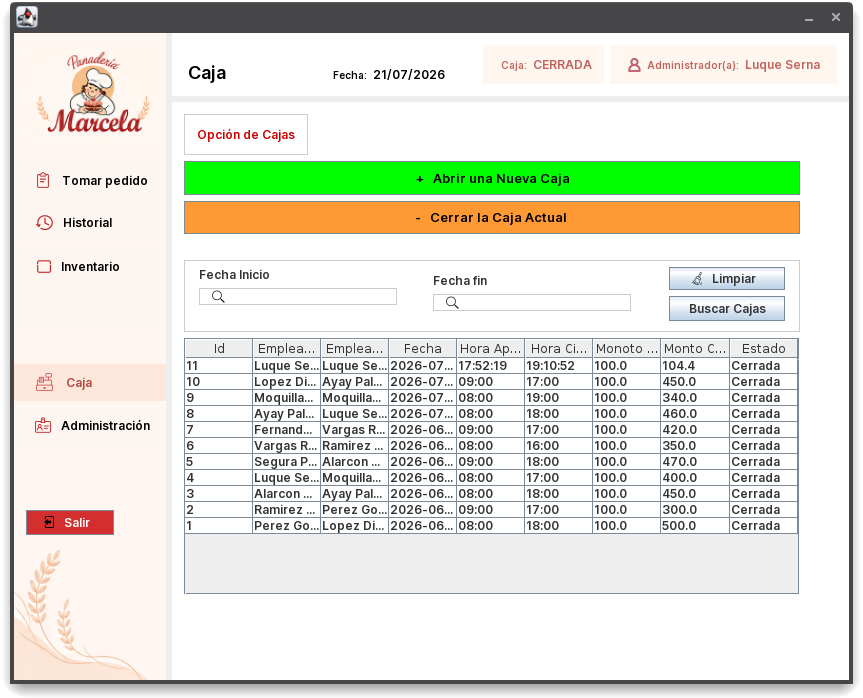 Panadería
Marcela
Caja
Fecha: 21/07/2026
Caja: CERRADA
Administrador(a): Luque Serna
Tomar pedido
Historial
Inventario
Caja
Administración
Salir
Opción de Cajas
+ Abrir una Nueva Caja
- Cerrar la Caja Actual
Fecha Inicio
Fecha fin
Limpiar
Buscar Cajas
Id Emplea... Emplea... Fecha Hora Ap... Hora Ci... Monoto ... Monto C... Estado
11 Luque Se... Luque Se... 2026-07... 17:52:19 19:10:52 100.0 104.4 Cerrada
10 Lopez Di... Ayay Pal... 2026-07... 09:00 17:00 100.0 450.0 Cerrada
9 Moquilla... Moquilla... 2026-07... 08:00 19:00 100.0 340.0 Cerrada
8 Ayay Pal... Luque Se... 2026-07... 08:00 18:00 100.0 460.0 Cerrada
7 Fernand... Vargas R... 2026-06... 09:00 17:00 100.0 420.0 Cerrada
6 Vargas R... Ramirez ... 2026-06... 08:00 16:00 100.0 350.0 Cerrada
5 Segura P... Alarcon ... 2026-06... 09:00 18:00 100.0 470.0 Cerrada
4 Luque Se... Moquilla... 2026-06... 08:00 17:00 100.0 400.0 Cerrada
3 Alarcon ... Ayay Pal... 2026-06... 08:00 18:00 100.0 450.0 Cerrada
2 Ramirez ... Perez Go... 2026-06... 09:00 17:00 100.0 300.0 Cerrada
1 Perez Go... Lopez Di... 2026-06... 08:00 18:00 100.0 500.0 Cerrada